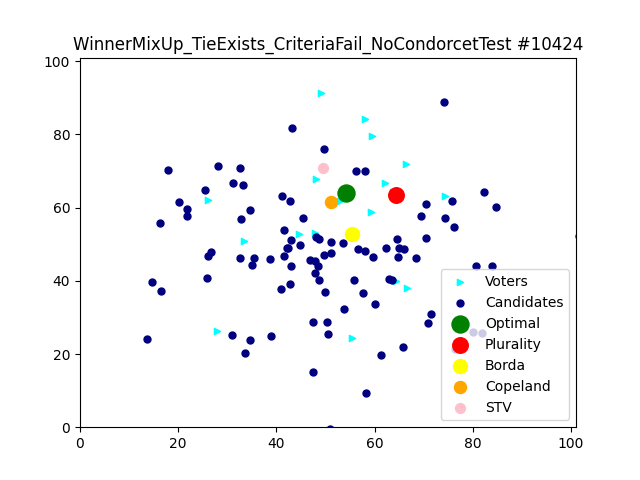 WinnerMixUp_TieExists_CriteriaFail_NoCondorcetTest #10424
100
80
60
40
20
0
0 20 40 60 80 100
Voters
Candidates
Optimal
Plurality
Borda
Copeland
STV